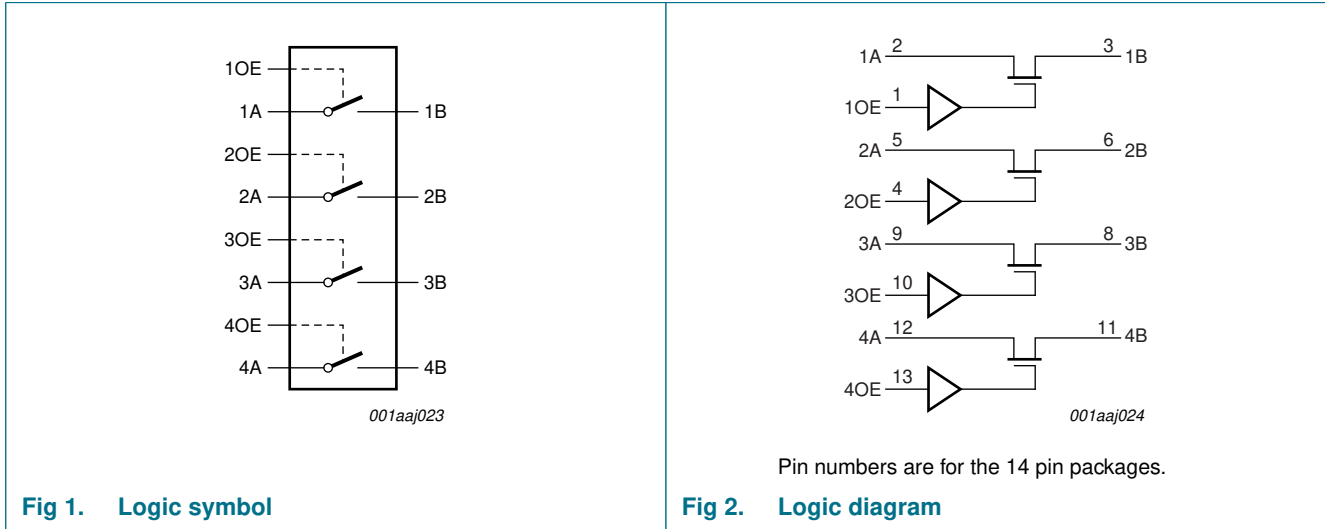 1OE
1A
1B
2OE
2A
2B
3OE
3A
3B
4OE
4A
4B
001aaj023
Fig 1. Logic symbol
1A 2 3 1B
1OE 1
2A 5 6 2B
2OE 4
3A 9 8 3B
3OE 10
4A 12 11 4B
4OE 13
001aaj024
Pin numbers are for the 14 pin packages.
Fig 2. Logic diagram